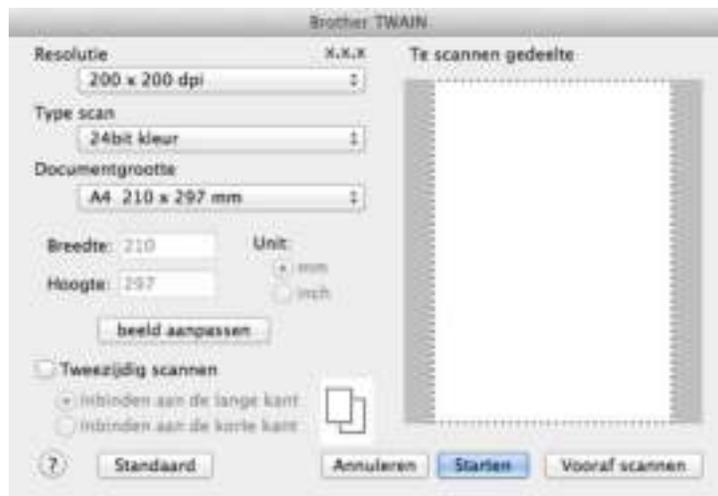 Brother TWAIN
Resolutie x.x.x
200 x 200 dpi
Type scan
24bit kleur
Documentgrootte
A4 210 x 297 mm
Breedte: 210
Unit:
mm
Hoogte: 297
inch
beeld aanpassen
Tweezijdig scannen
Inbinden aan de lange kant
Inbinden aan de korte kant
Te scannen gedeelte
? Standaard Annuleren Starten Vooraf scannen